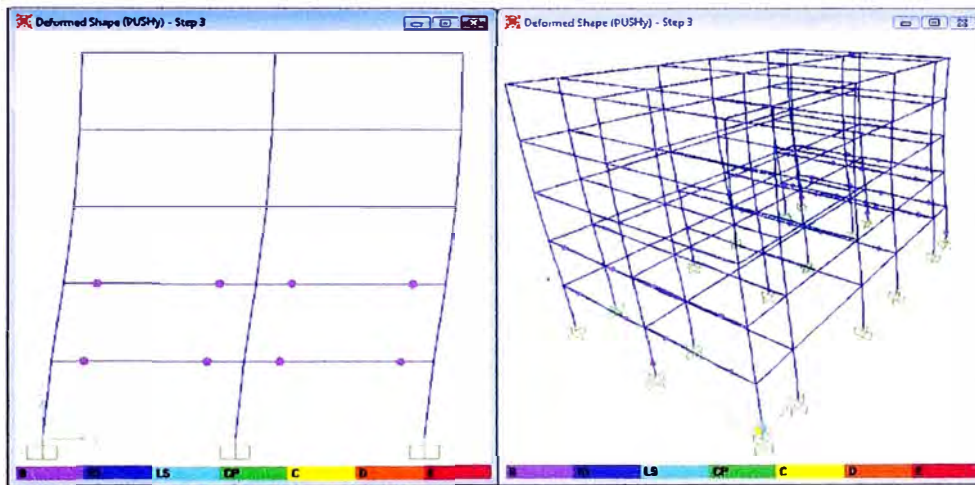 Deformed Shape (PUSHy) - Step 3
B IO LS CP C D E
Deformed Shape (PUSHy) - Step 3
B IO LS CP C D E